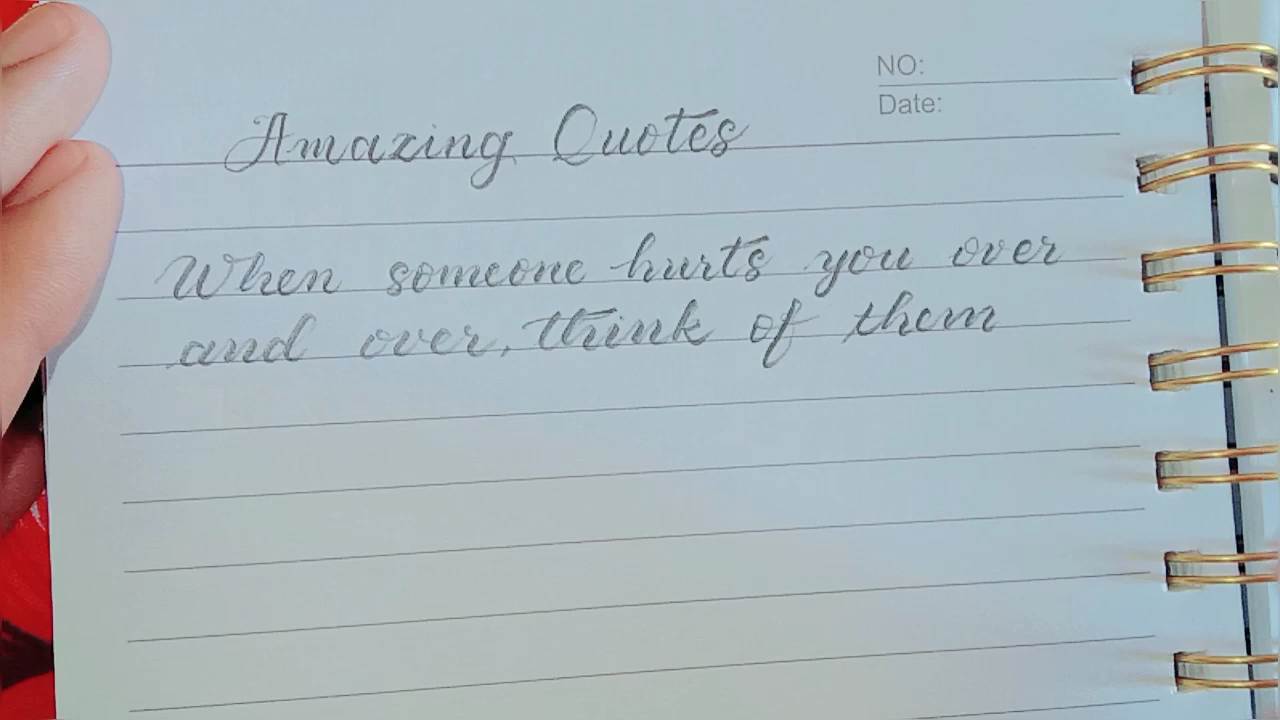 NO:
Date:
Amazing Quotes
When someone hurts you over
and over, think of them